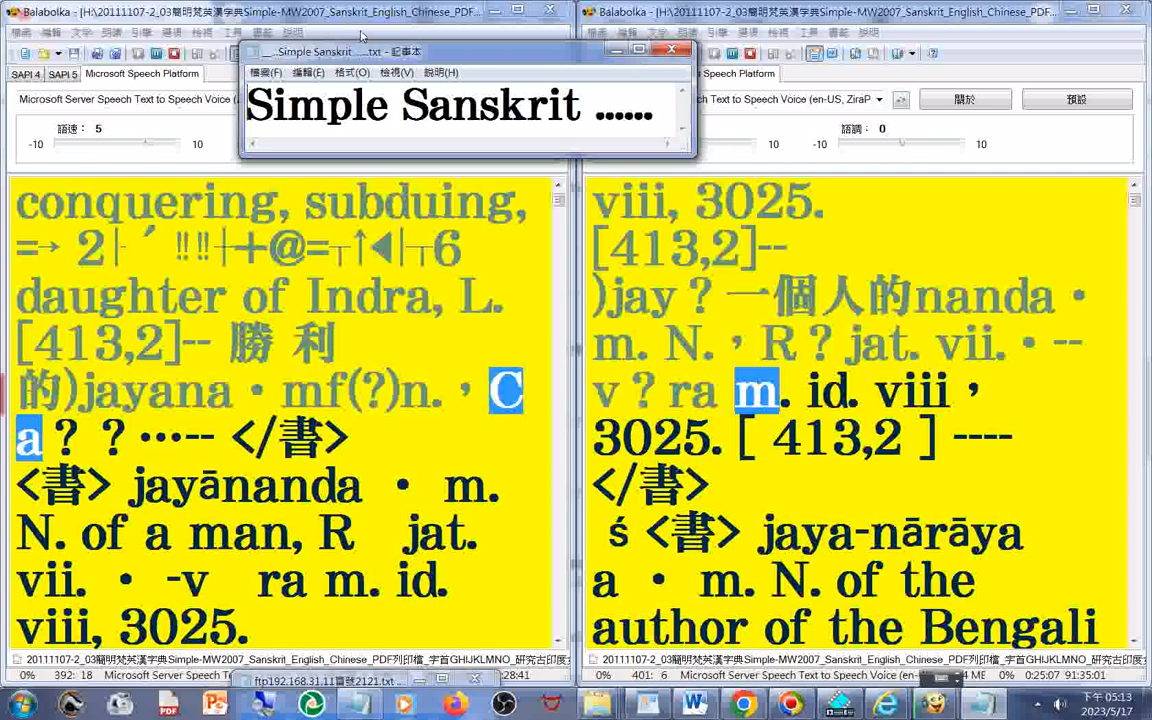 Balabolka - [H:\20111107-2_03簡明梵英漢字典Simple-MW2007_Sanskrit_English_Chinese_PDF...
Balabolka - [H:\20111107-2_03簡明梵英漢字典Simple-MW2007_Sanskrit_English_Chinese_PDF...
__...Simple Sanskrit ......txt - 記事本
檔案(F) 編輯(E) 格式(O) 檢視(V) 說明(H)
Simple Sanskrit ......
SAPI 4 SAPI 5 Microsoft Speech Platform
Speech Platform
Microsoft Server Speech Text to Speech Voice
ech Text to Speech Voice (en-US, ZiraP
關於
預設
語速： 5
-10
10
10
語調： 0
-10
10
conquering, subduing,
=→ 2├ ˊ ‼‼┼+@=┬↑◀├┬6
daughter of Indra, L.
[413,2]-- 勝 利
的)jayana‧mf(?)n.，C
a？？…-- </書>
<書> jayānanda ‧ m.
N. of a man, R jat.
vii. ‧ -v ra m. id.
viii, 3025.
viii, 3025.
[413,2]--
)jay？一個人的nanda‧
m. N.，R？jat. vii.‧--
v？ra m. id. viii，
3025. [ 413,2 ] ----
</書>
ś <書> jaya-nārāya
a ‧ m. N. of the
author of the Bengali
20111107-2_03簡明梵英漢字典Simple-MW2007_Sanskrit_English_Chinese_PDF列印檔_字首GHIJKLMNO_研究古印度
20111107-2_03簡明梵英漢字典Simple-MW2007_Sanskrit_English_Chinese_PDF列印檔_字首GHIJKLMNO_研究古印度
0% 392: 18 Microsoft Server S
:28:41
0% 401: 6 Microsoft Server Speech Text to Speech Voice (en-
0% 0:25:07 91:35:01
ftp192.168.31.11
2121.txt ...
下午 05:13
2023/5/17